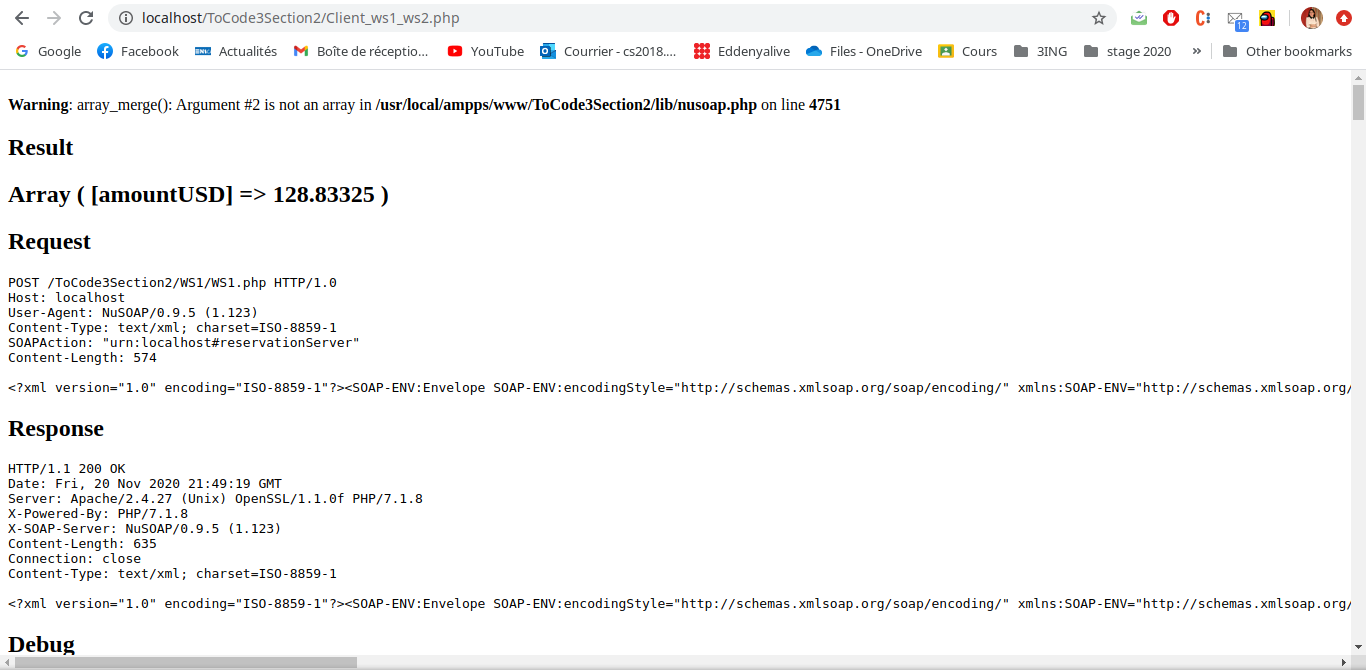 localhost/ToCode3Section2/Client_ws1_ws2.php
12
Google Facebook Actualités Boîte de réceptio... YouTube Courrier - cs2018.... Eddenyalive Files - OneDrive Cours 3ING stage 2020 » Other bookmarks
Warning: array_merge(): Argument #2 is not an array in /usr/local/ampps/www/ToCode3Section2/lib/nusoap.php on line 4751
Result
Array ( [amountUSD] => 128.83325 )
Request
POST /ToCode3Section2/WS1/WS1.php HTTP/1.0
Host: localhost
User-Agent: NuSOAP/0.9.5 (1.123)
Content-Type: text/xml; charset=ISO-8859-1
SOAPAction: "urn:localhost#reservationServer"
Content-Length: 574
<?xml version="1.0" encoding="ISO-8859-1"?><SOAP-ENV:Envelope SOAP-ENV:encodingStyle="http://schemas.xmlsoap.org/soap/encoding/" xmlns:SOAP-ENV="http://schemas.xmlsoap.org/
Response
HTTP/1.1 200 OK
Date: Fri, 20 Nov 2020 21:49:19 GMT
Server: Apache/2.4.27 (Unix) OpenSSL/1.1.0f PHP/7.1.8
X-Powered-By: PHP/7.1.8
X-SOAP-Server: NuSOAP/0.9.5 (1.123)
Content-Length: 635
Connection: close
Content-Type: text/xml; charset=ISO-8859-1
<?xml version="1.0" encoding="ISO-8859-1"?><SOAP-ENV:Envelope SOAP-ENV:encodingStyle="http://schemas.xmlsoap.org/soap/encoding/" xmlns:SOAP-ENV="http://schemas.xmlsoap.org/
Debug